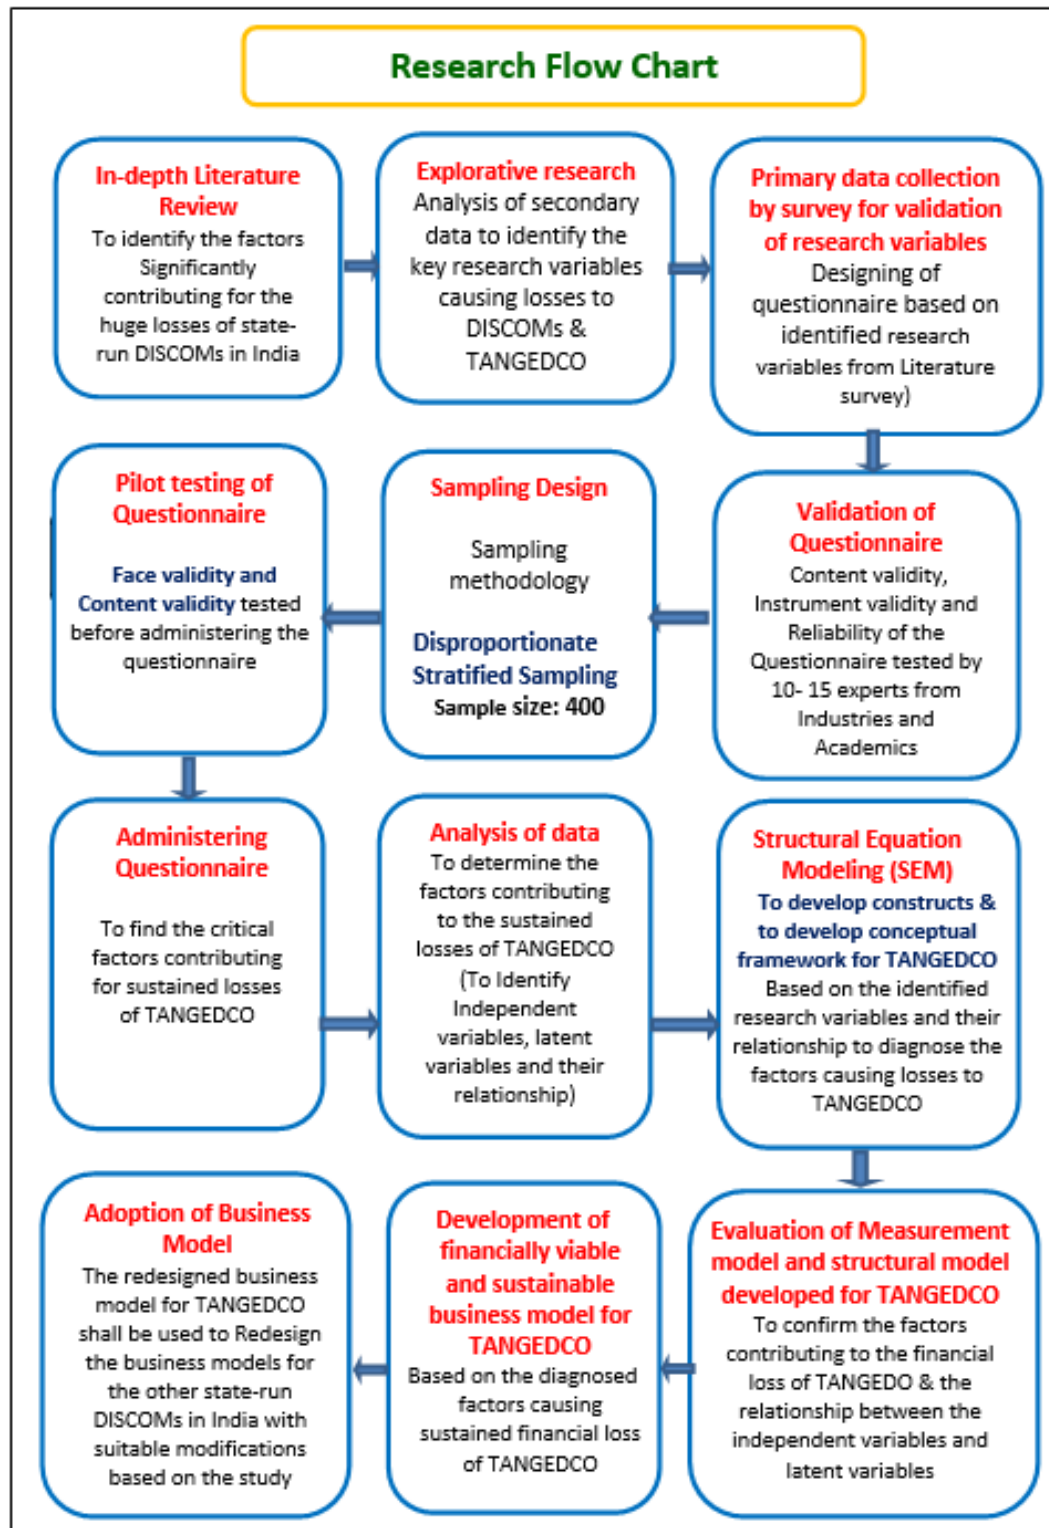 Research Flow Chart
In-depth Literature
Review
To identify the factors
Significantly
contributing for the
huge losses of state-
run DISCOMs in India
Explorative research
Analysis of secondary
data to identify the
key research variables
causing losses to
DISCOMs &
TANGEDCO
Primary data collection
by survey for validation
of research variables
Designing of
questionnaire based on
identified research
variables from Literature
survey)
Validation of
Questionnaire
Content validity,
Instrument validity and
Reliability of the
Questionnaire tested by
10- 15 experts from
Industries and
Academics
Sampling Design
Sampling
methodology
Disproportionate
Stratified Sampling
Sample size: 400
Pilot testing of
Questionnaire
Face validity and
Content validity tested
before administering the
questionnaire
Administering
Questionnaire
To find the critical
factors contributing
for sustained losses
of TANGEDCO
Analysis of data
To determine the
factors contributing
to the sustained
losses of TANGEDCO
(To Identify
Independent
variables, latent
variables and their
relationship)
Structural Equation
Modeling (SEM)
To develop constructs &
to develop conceptual
framework for TANGEDCO
Based on the identified
research variables and their
relationship to diagnose the
factors causing losses to
TANGEDCO
Evaluation of Measurement
model and structural model
developed for TANGEDCO
To confirm the factors
contributing to the financial
loss of TANGEDO & the
relationship between the
independent variables and
latent variables
Development of
financially viable
and sustainable
business model for
TANGEDCO
Based on the diagnosed
factors causing
sustained financial loss
of TANGEDCO
Adoption of Business
Model
The redesigned business
model for TANGEDCO
shall be used to Redesign
the business models for
the other state-run
DISCOMs in India with
suitable modifications
based on the study